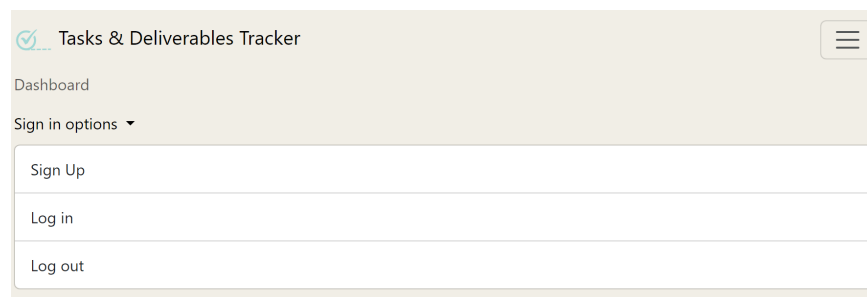 Tasks & Deliverables Tracker
Dashboard
Sign in options
Sign Up
Log in
Log out